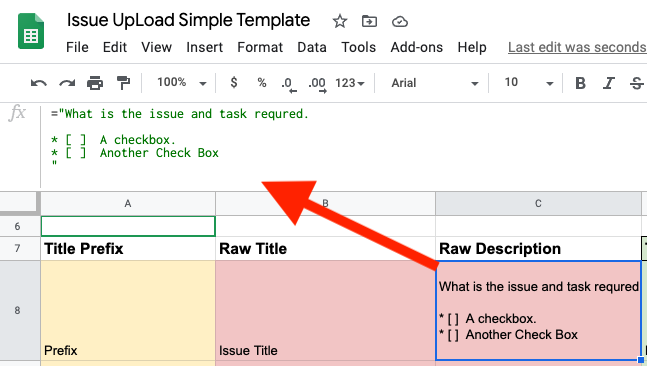 Issue UpLoad Simple Template
File Edit View Insert Format Data Tools Add-ons Help Last edit was seconds
100% $ % .0 .00 123 Arial 10 B I S
fx ="What is the issue and task requred.
* [ ] A checkbox.
* [ ] Another Check Box
"
A B C
6
7 Title Prefix Raw Title Raw Description
What is the issue and task requred
8
* [ ] A checkbox.
* [ ] Another Check Box
Prefix Issue Title